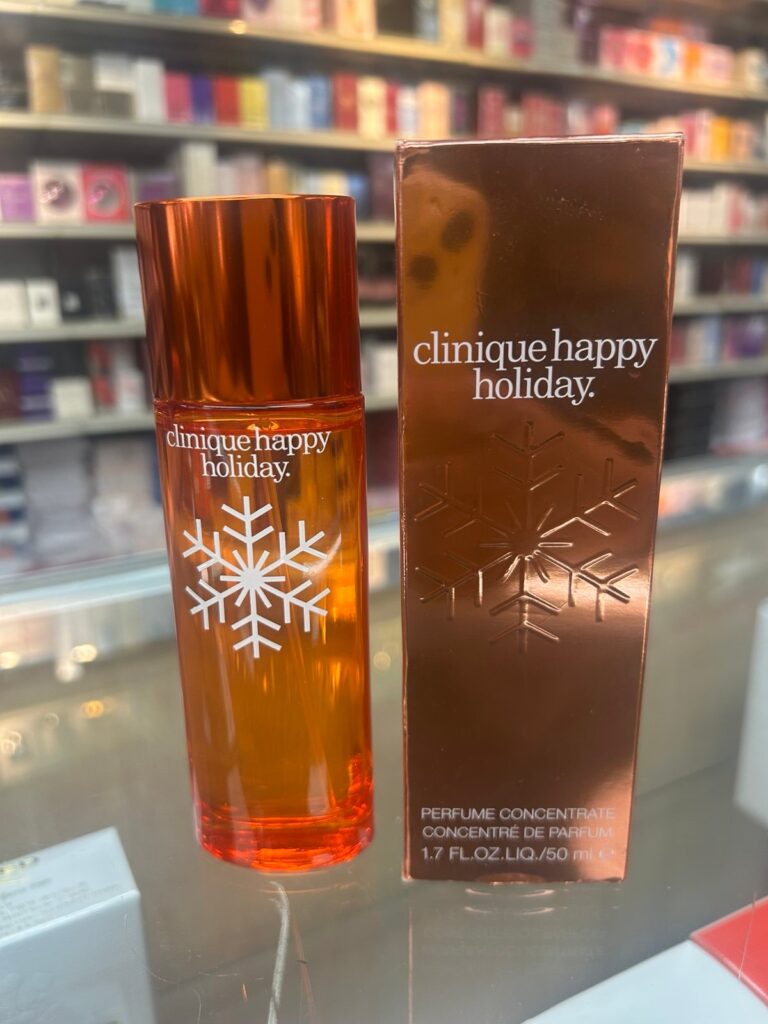 clinique happy
holiday.
clinique happy
holiday.
PERFUME CONCENTRATE
CONCENTRÉ DE PARFUM
1.7 FL.OZ.LIQ./50 ml ℮